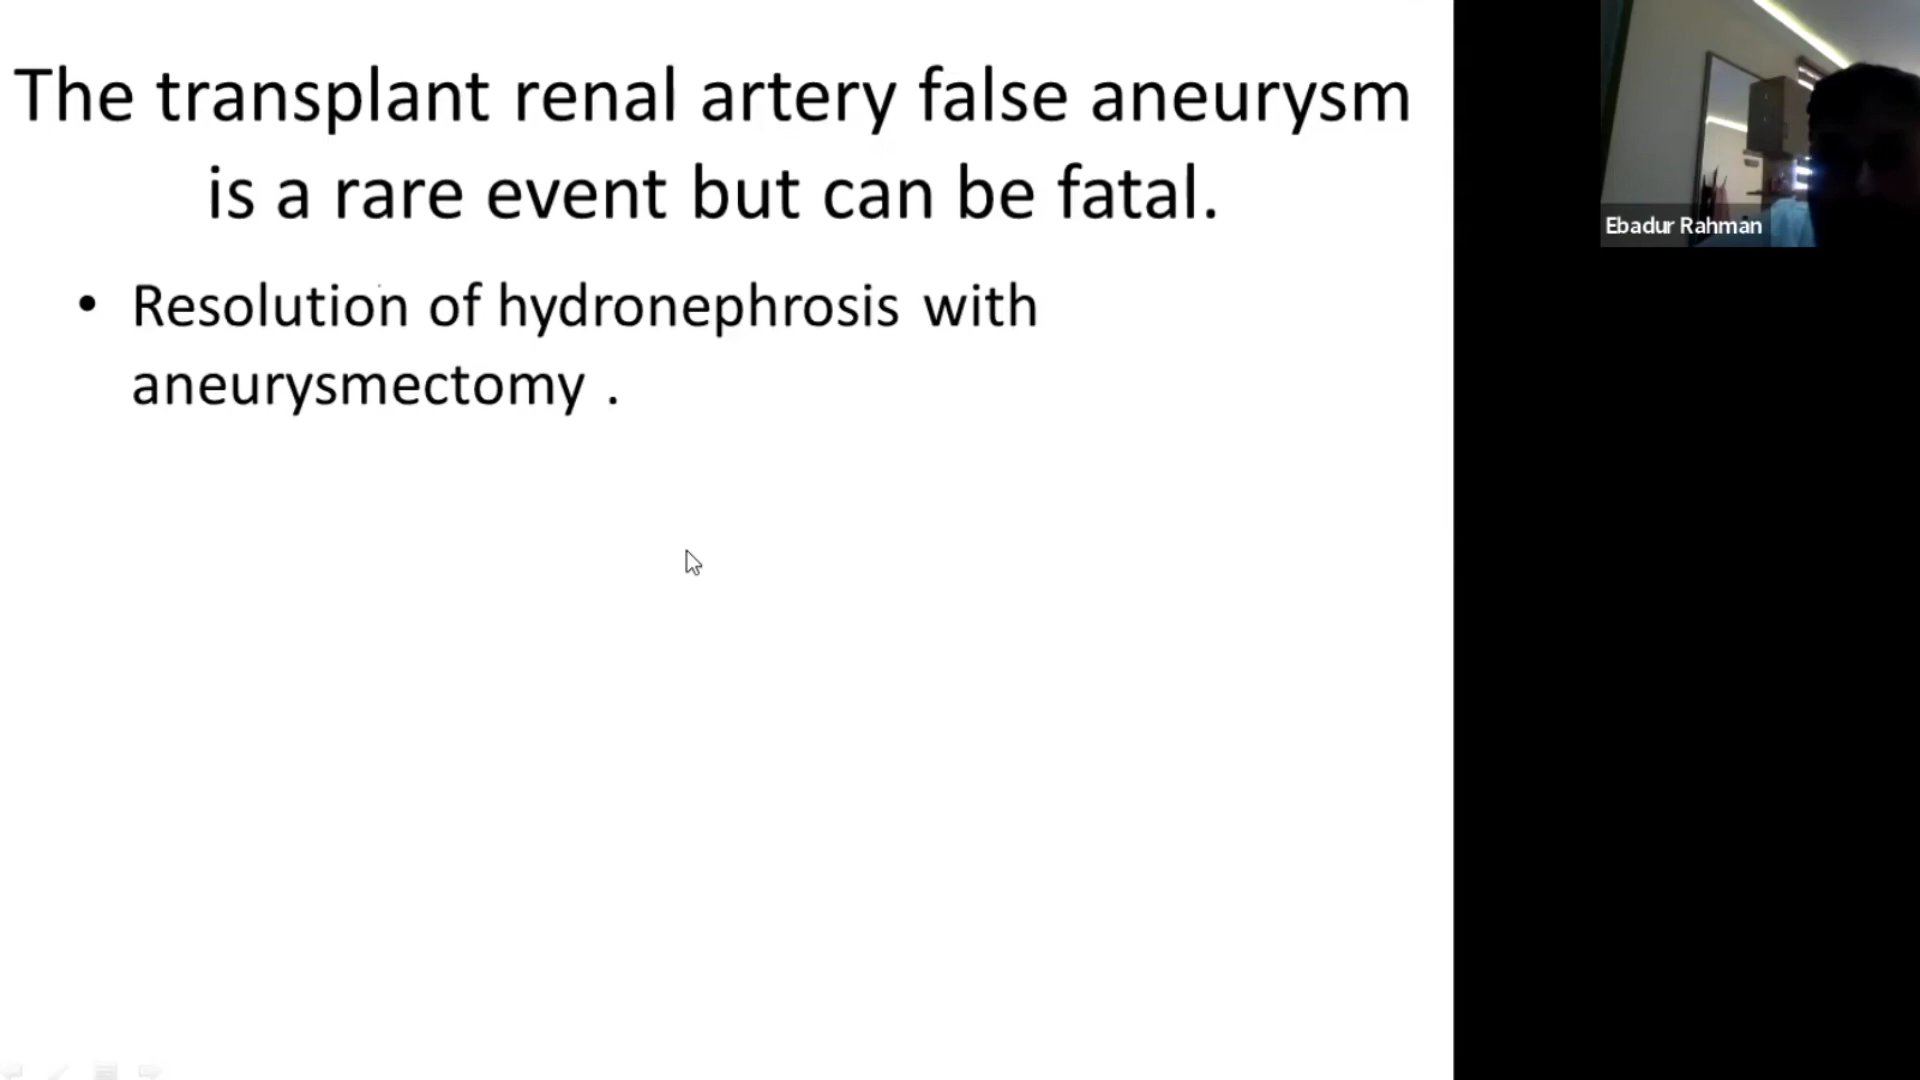 The transplant renal artery false aneurysm
is a rare event but can be fatal.
• Resolution of hydronephrosis with
aneurysmectomy .
Ebadur Rahman